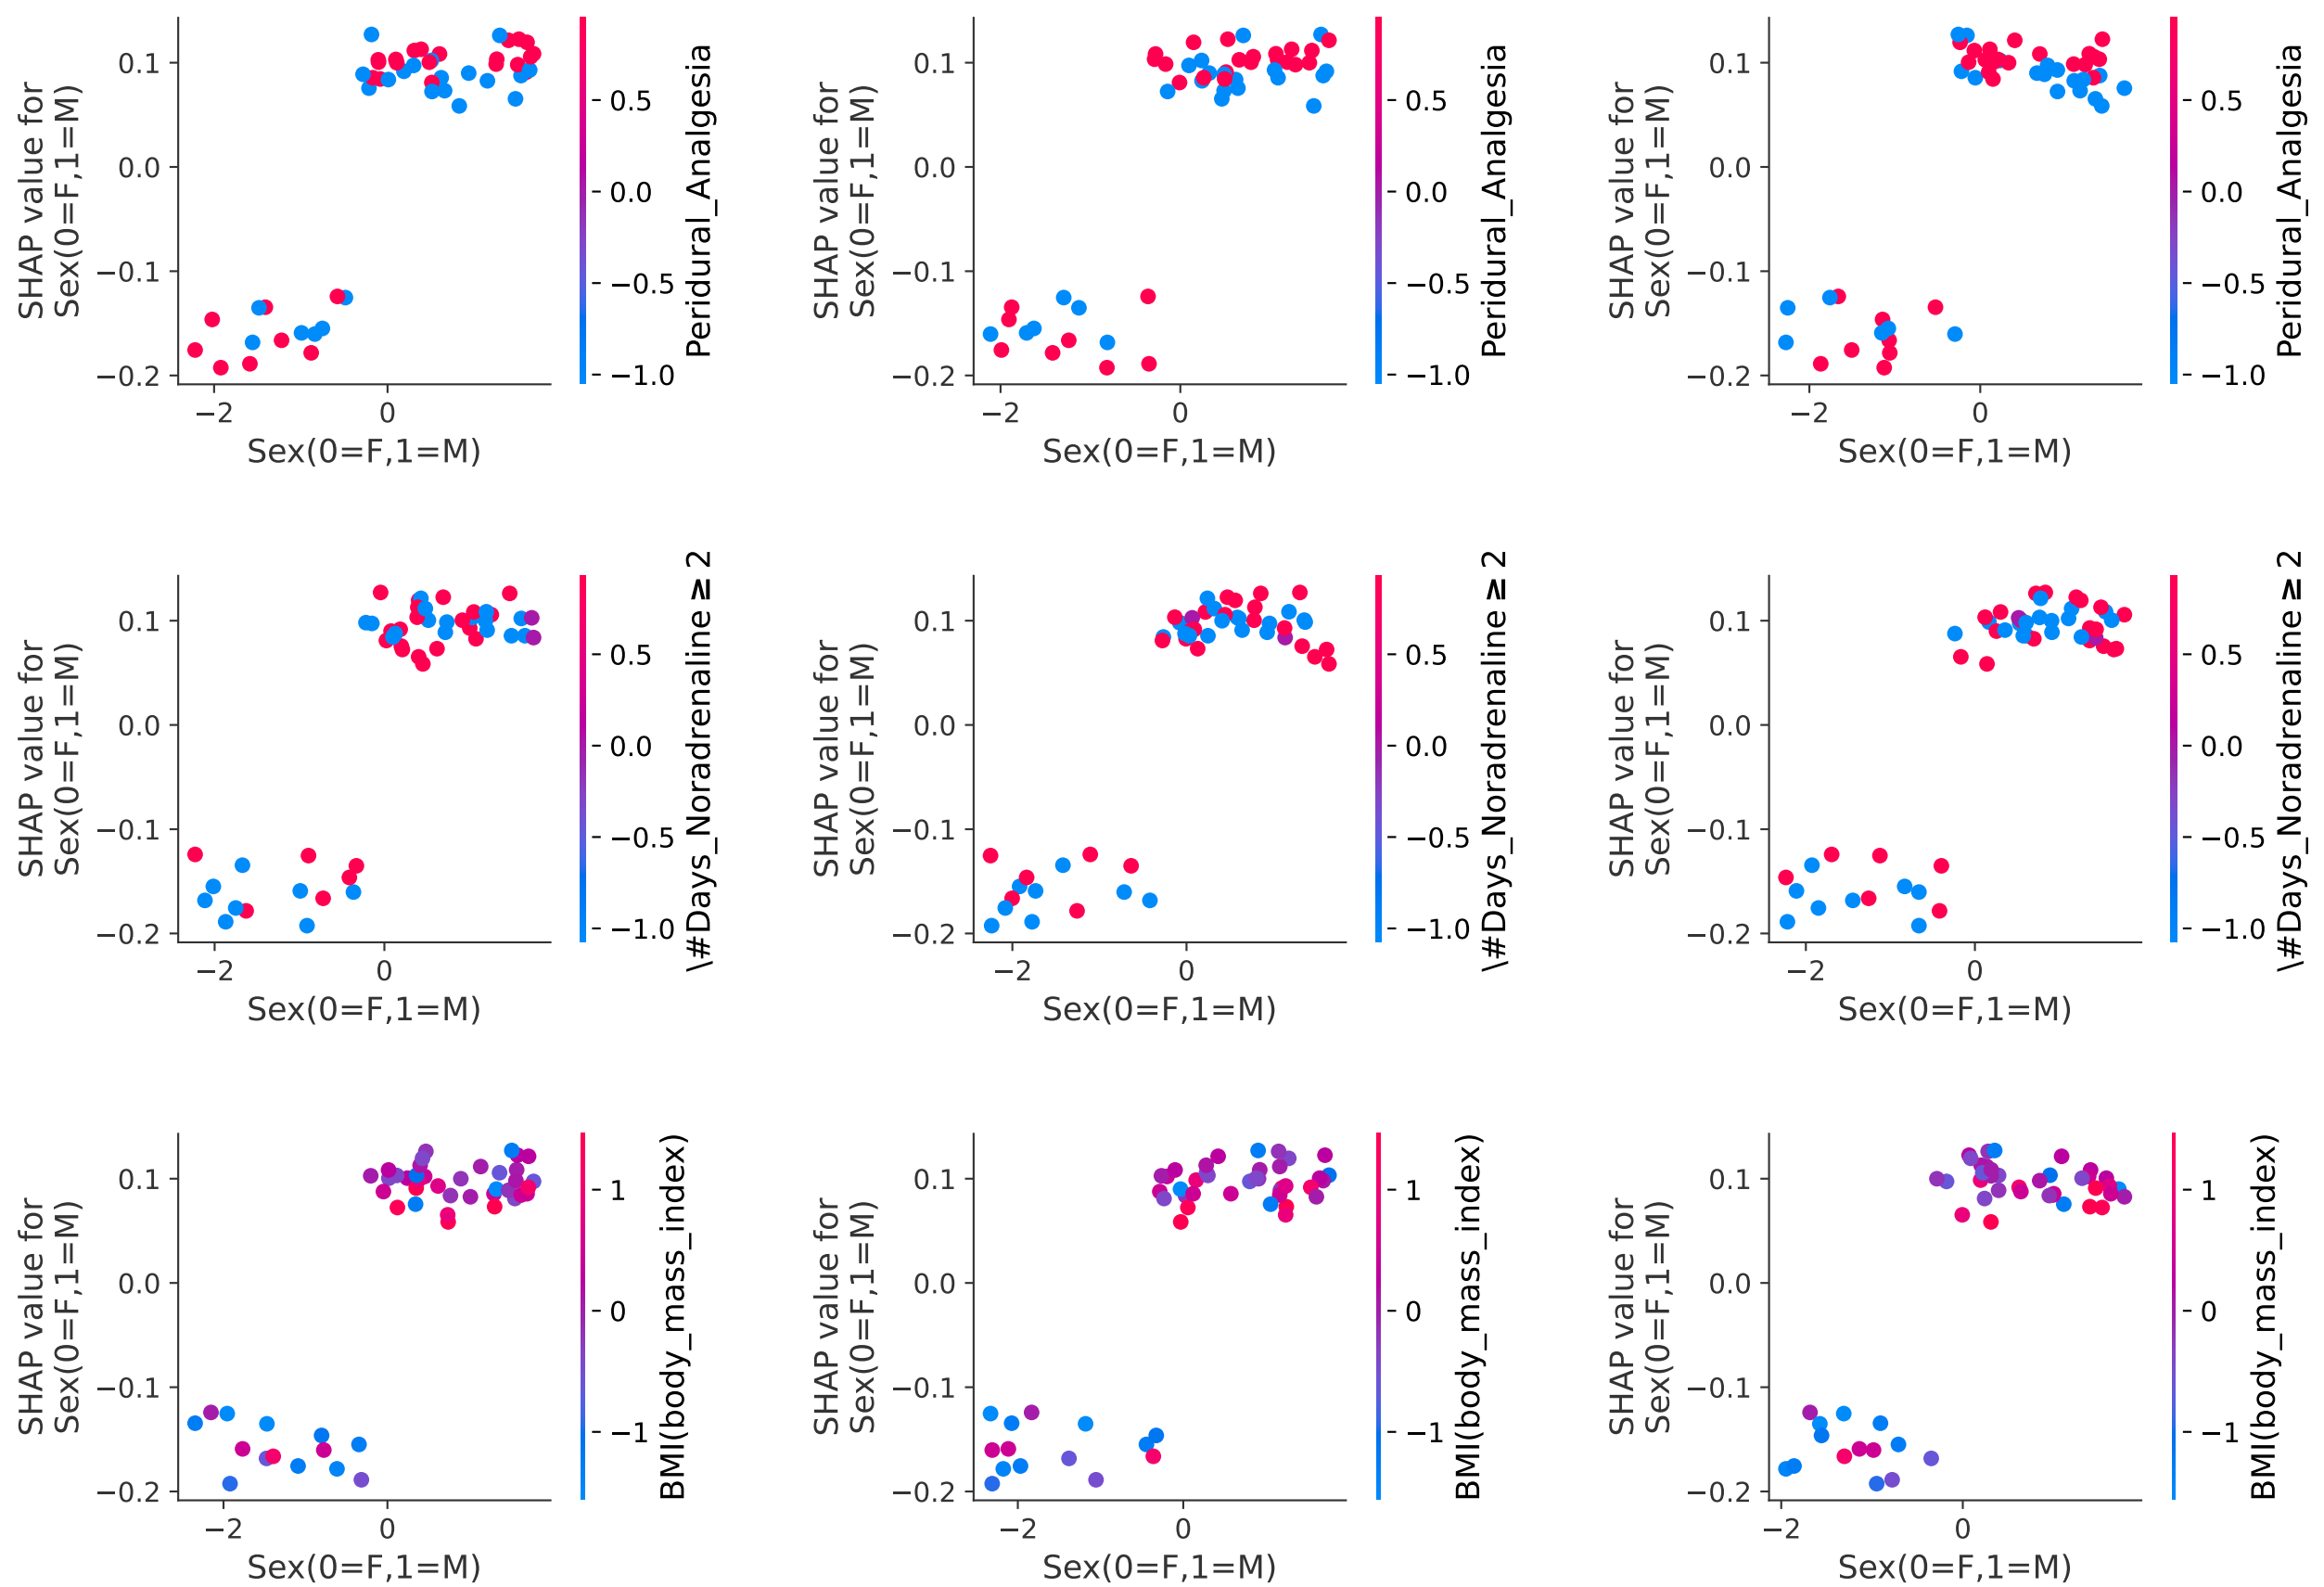 SHAP value for
Sex(0=F,1=M)
0.1
0.0
−0.1
−0.2
−2
0
Sex(0=F,1=M)
0.5
0.0
−0.5
−1.0
Peridural_Analgesia
SHAP value for
Sex(0=F,1=M)
0.1
0.0
−0.1
−0.2
−2
0
Sex(0=F,1=M)
0.5
0.0
−0.5
−1.0
Peridural_Analgesia
SHAP value for
Sex(0=F,1=M)
0.1
0.0
−0.1
−0.2
−2
0
Sex(0=F,1=M)
0.5
0.0
−0.5
−1.0
Peridural_Analgesia
SHAP value for
Sex(0=F,1=M)
0.1
0.0
−0.1
−0.2
−2
0
Sex(0=F,1=M)
0.5
0.0
−0.5
−1.0
\#Days_Noradrenaline ≥ 2
SHAP value for
Sex(0=F,1=M)
0.1
0.0
−0.1
−0.2
−2
0
Sex(0=F,1=M)
0.5
0.0
−0.5
−1.0
\#Days_Noradrenaline ≥ 2
SHAP value for
Sex(0=F,1=M)
0.1
0.0
−0.1
−0.2
−2
0
Sex(0=F,1=M)
0.5
0.0
−0.5
−1.0
\#Days_Noradrenaline ≥ 2
SHAP value for
Sex(0=F,1=M)
0.1
0.0
−0.1
−0.2
−2
0
Sex(0=F,1=M)
1
0
−1
BMI(body_mass_index)
SHAP value for
Sex(0=F,1=M)
0.1
0.0
−0.1
−0.2
−2
0
Sex(0=F,1=M)
1
0
−1
BMI(body_mass_index)
SHAP value for
Sex(0=F,1=M)
0.1
0.0
−0.1
−0.2
−2
0
Sex(0=F,1=M)
1
0
−1
BMI(body_mass_index)